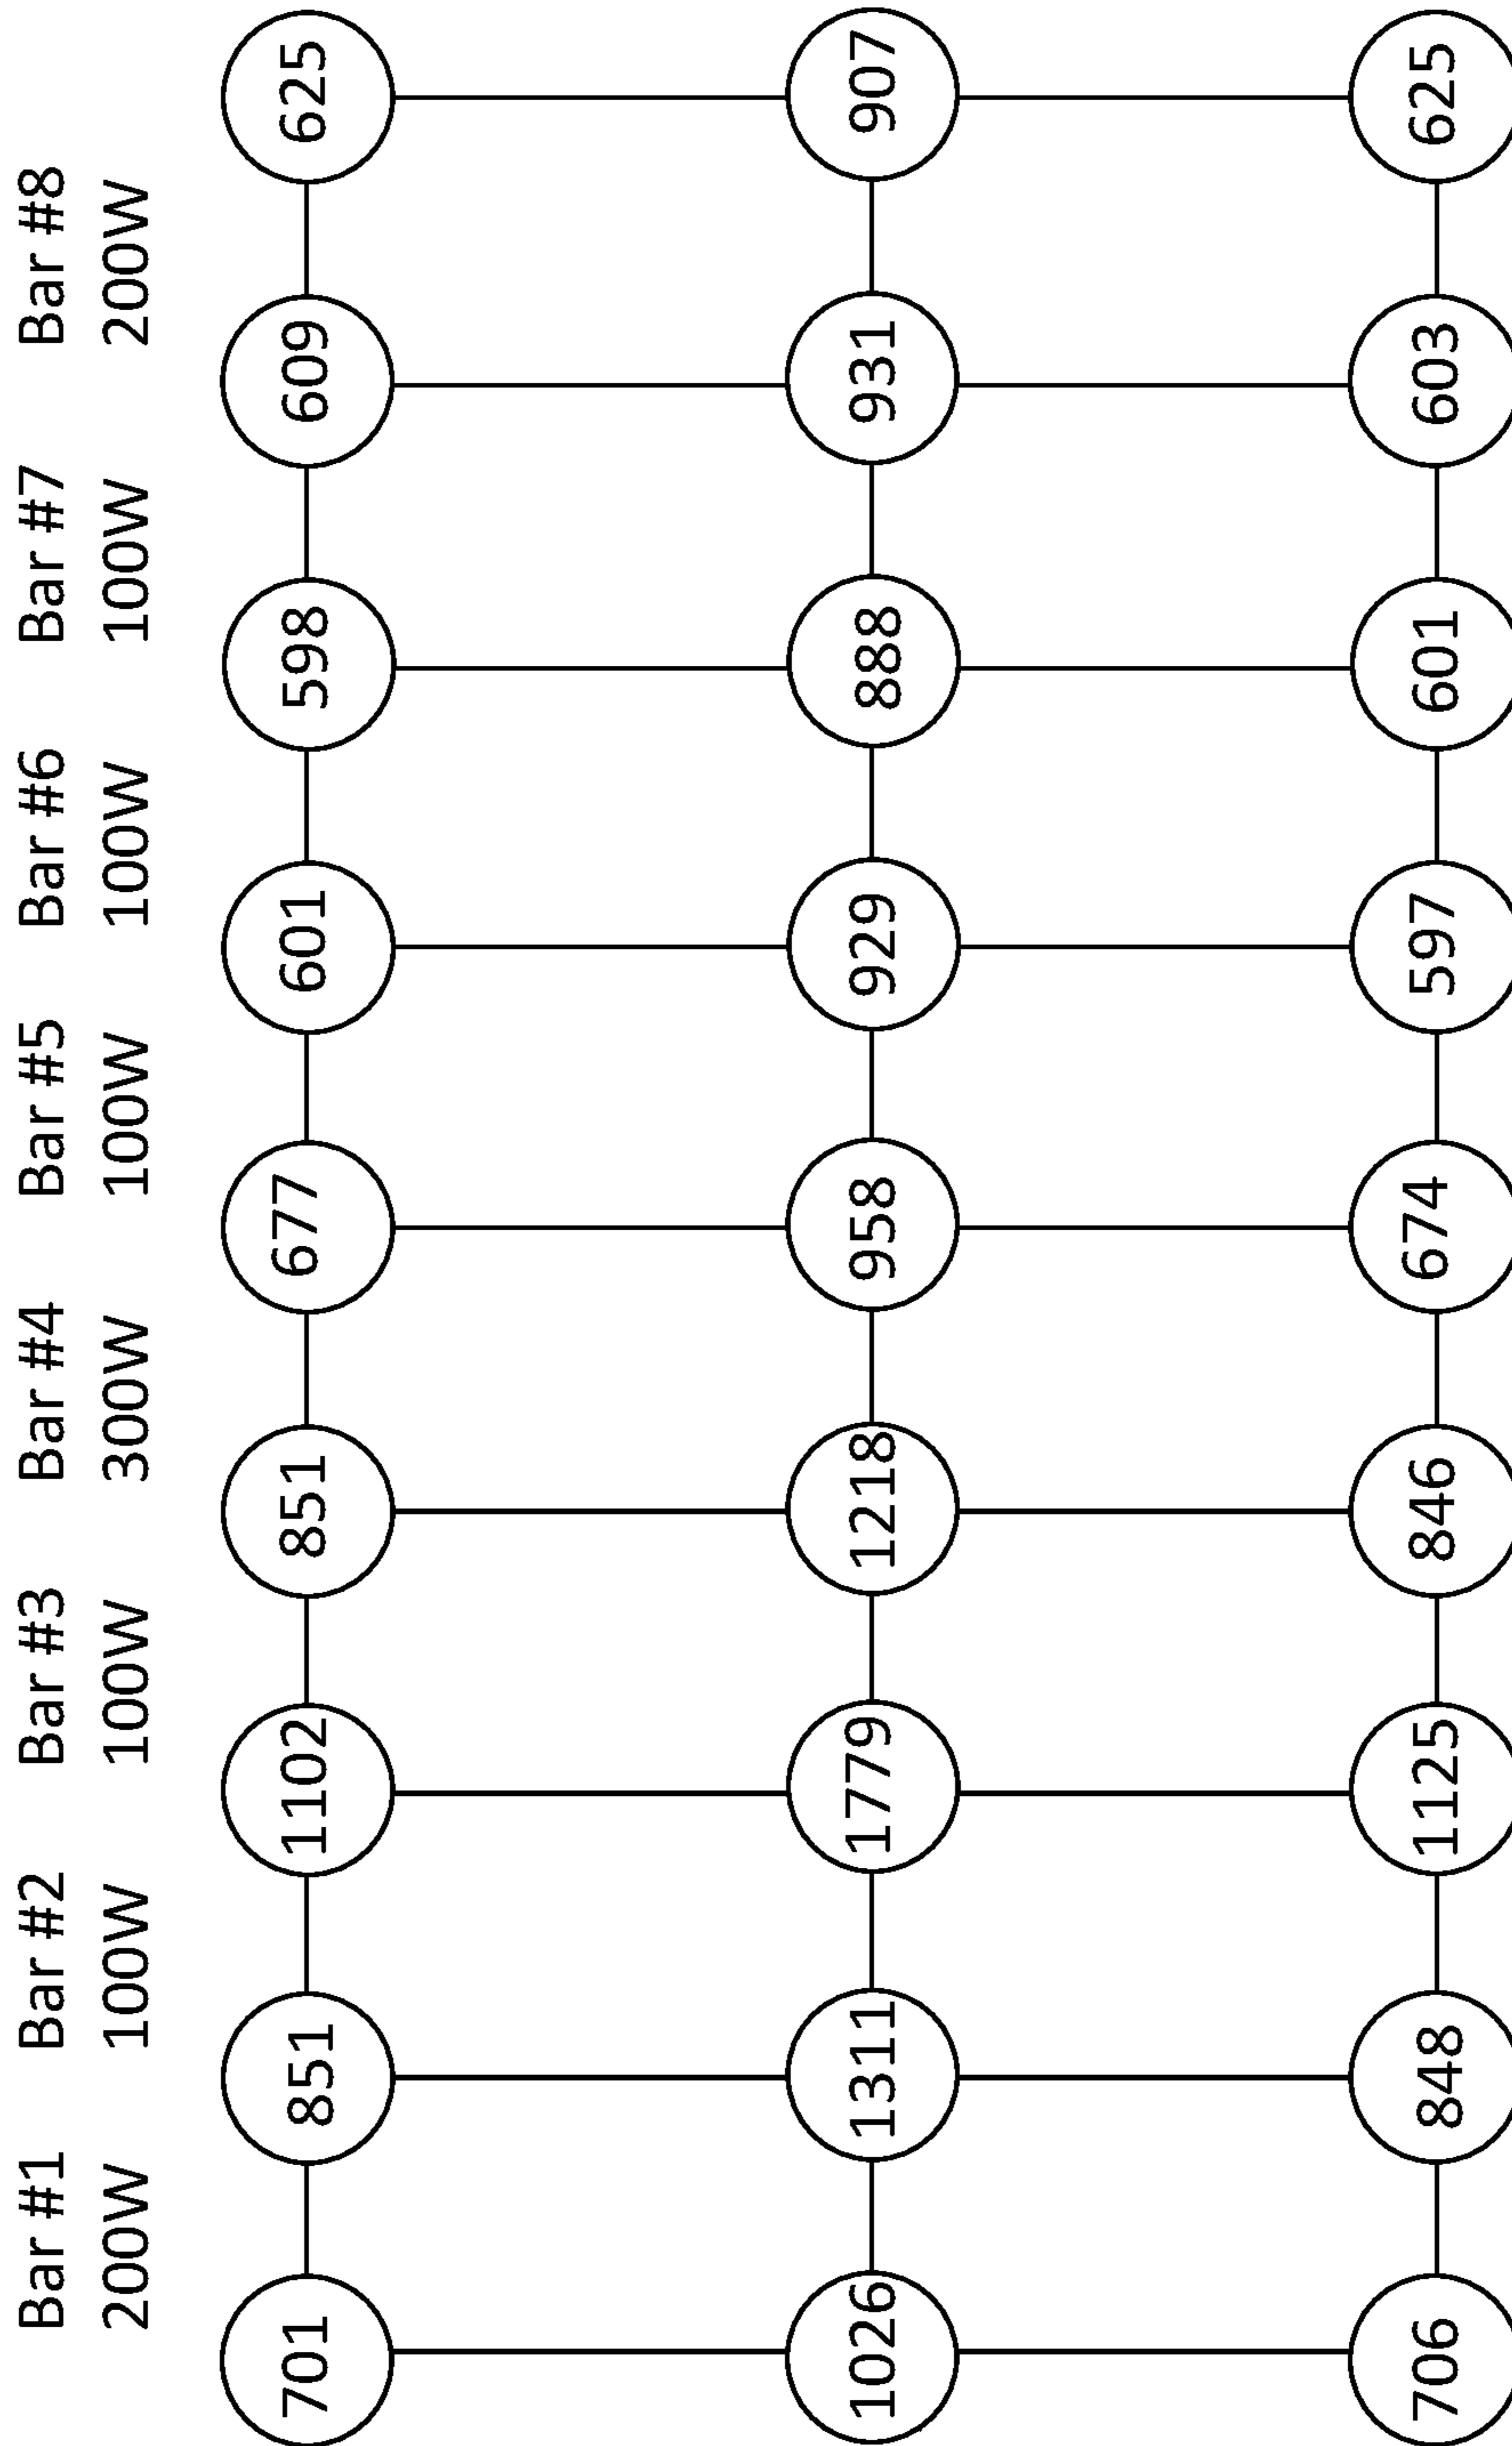 Bar #1 Bar #2 Bar #3 Bar #4 Bar #5 Bar #6 Bar #7 Bar #8
200W 100W 100W 300W 100W 100W 100W 200W
701 851 1102 851 677 601 598 609 625
1026 1311 1779 1218 958 929 888 931 907
706 848 1125 846 674 597 601 603 625